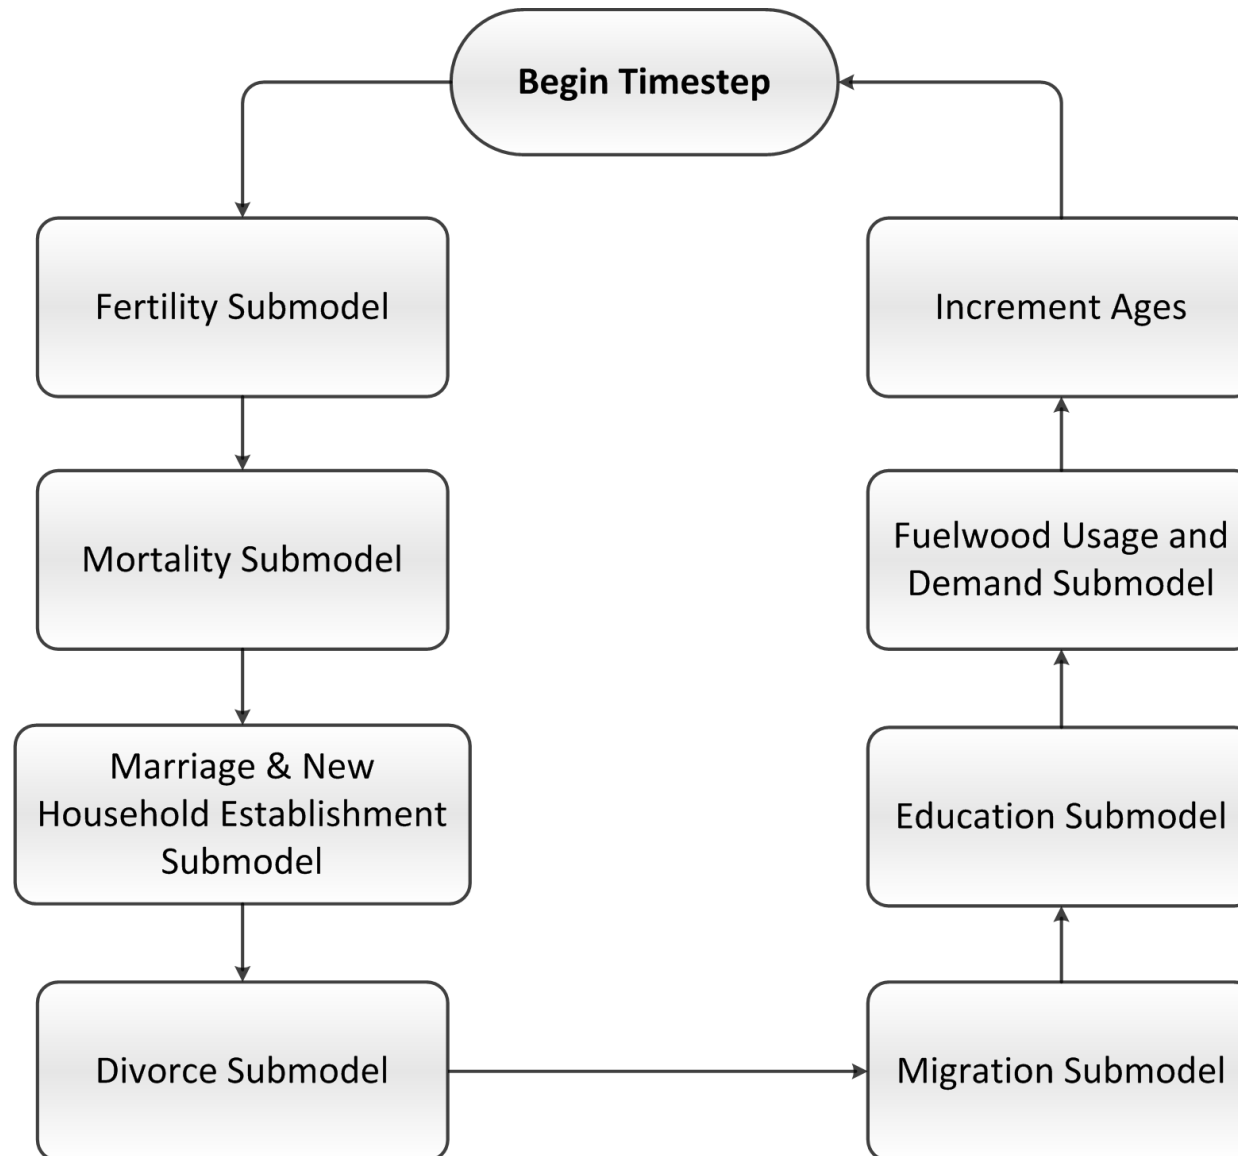 Begin Timestep
Fertility Submodel
Mortality Submodel
Marriage & New
Household Establishment
Submodel
Divorce Submodel
Migration Submodel
Education Submodel
Fuelwood Usage and
Demand Submodel
Increment Ages